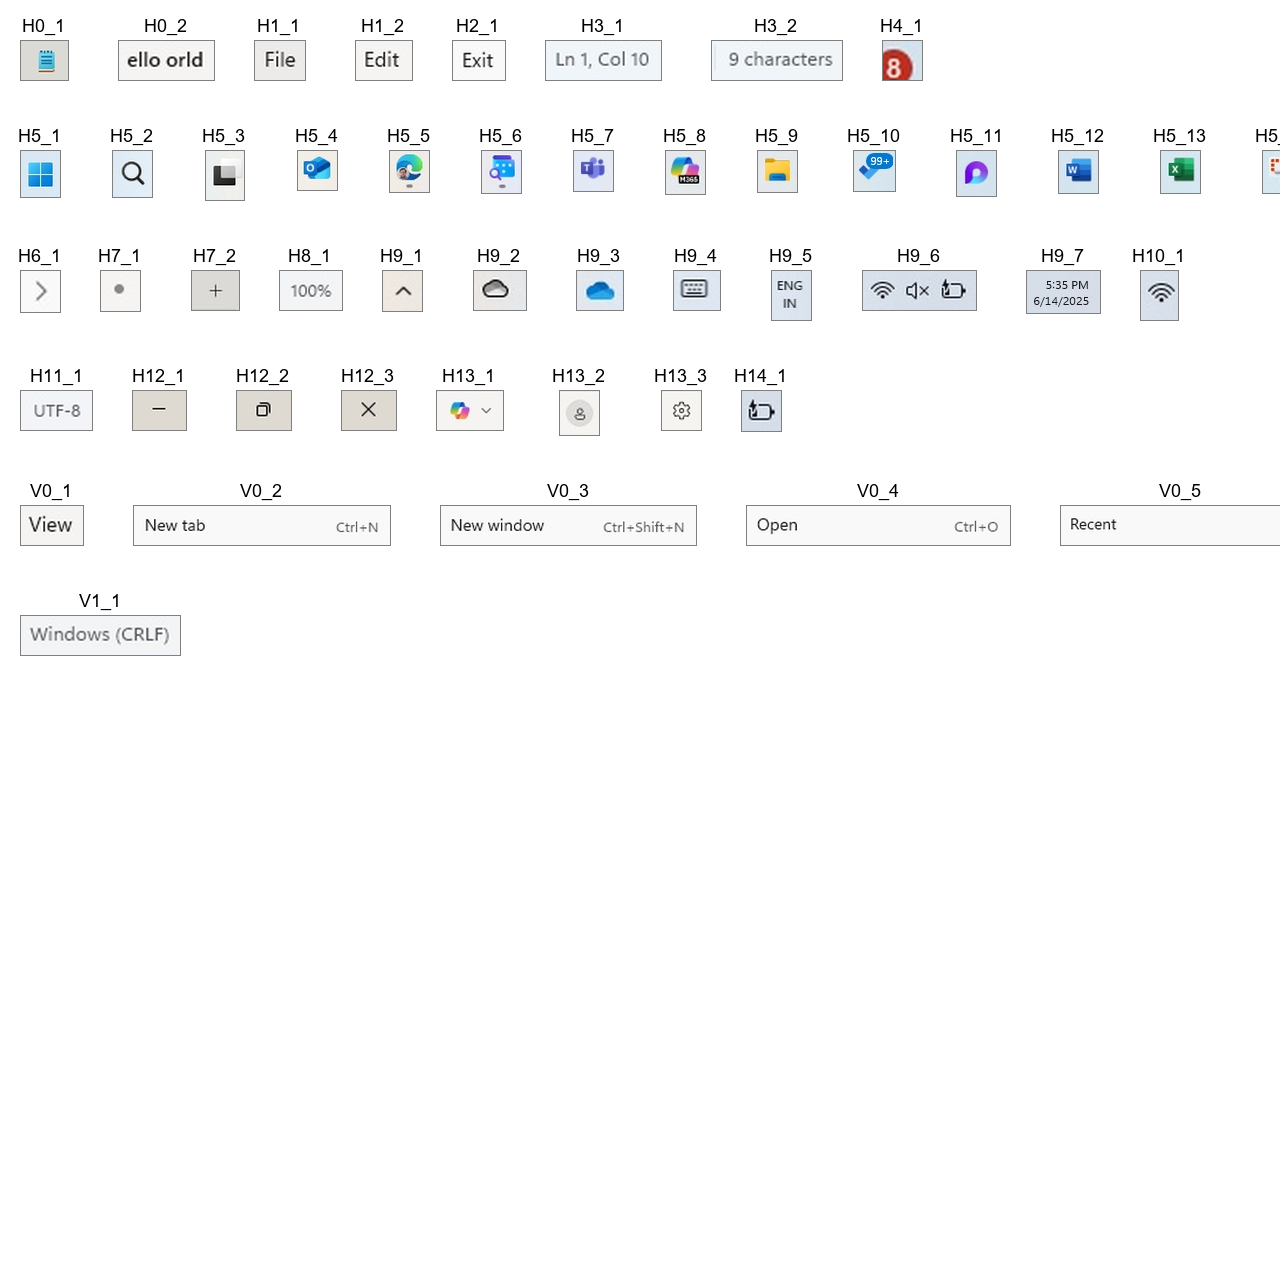 H0_1 H0_2 H1_1 H1_2 H2_1 H3_1 H3_2 H4_1
ello orld File Edit Exit Ln 1, Col 10 9 characters 8
H5_1 H5_2 H5_3 H5_4 H5_5 H5_6 H5_7 H5_8 H5_9 H5_10 H5_11 H5_12 H5_13 H5_
M365 99+ W X
H6_1 H7_1 H7_2 H8_1 H9_1 H9_2 H9_3 H9_4 H9_5 H9_6 H9_7 H10_1
100% ENG 5:35 PM
IN 6/14/2025
H11_1 H12_1 H12_2 H12_3 H13_1 H13_2 H13_3 H14_1
UTF-8
V0_1 V0_2 V0_3 V0_4 V0_5
View New tab Ctrl+N New window Ctrl+Shift+N Open Ctrl+O Recent
V1_1
Windows (CRLF)